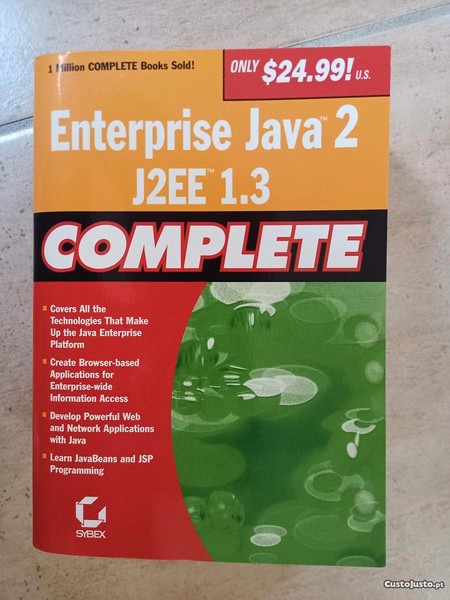 1 Million COMPLETE Books Sold!
ONLY $24.99! U.S.
Enterprise Java™ 2
J2EE™ 1.3
COMPLETE
Covers All the
Technologies That Make
Up the Java Enterprise
Platform
Create Browser-based
Applications for
Enterprise-wide
Information Access
Develop Powerful Web
and Network Applications
with Java
Learn JavaBeans and JSP
Programming
SYBEX
CustoJusto.pt